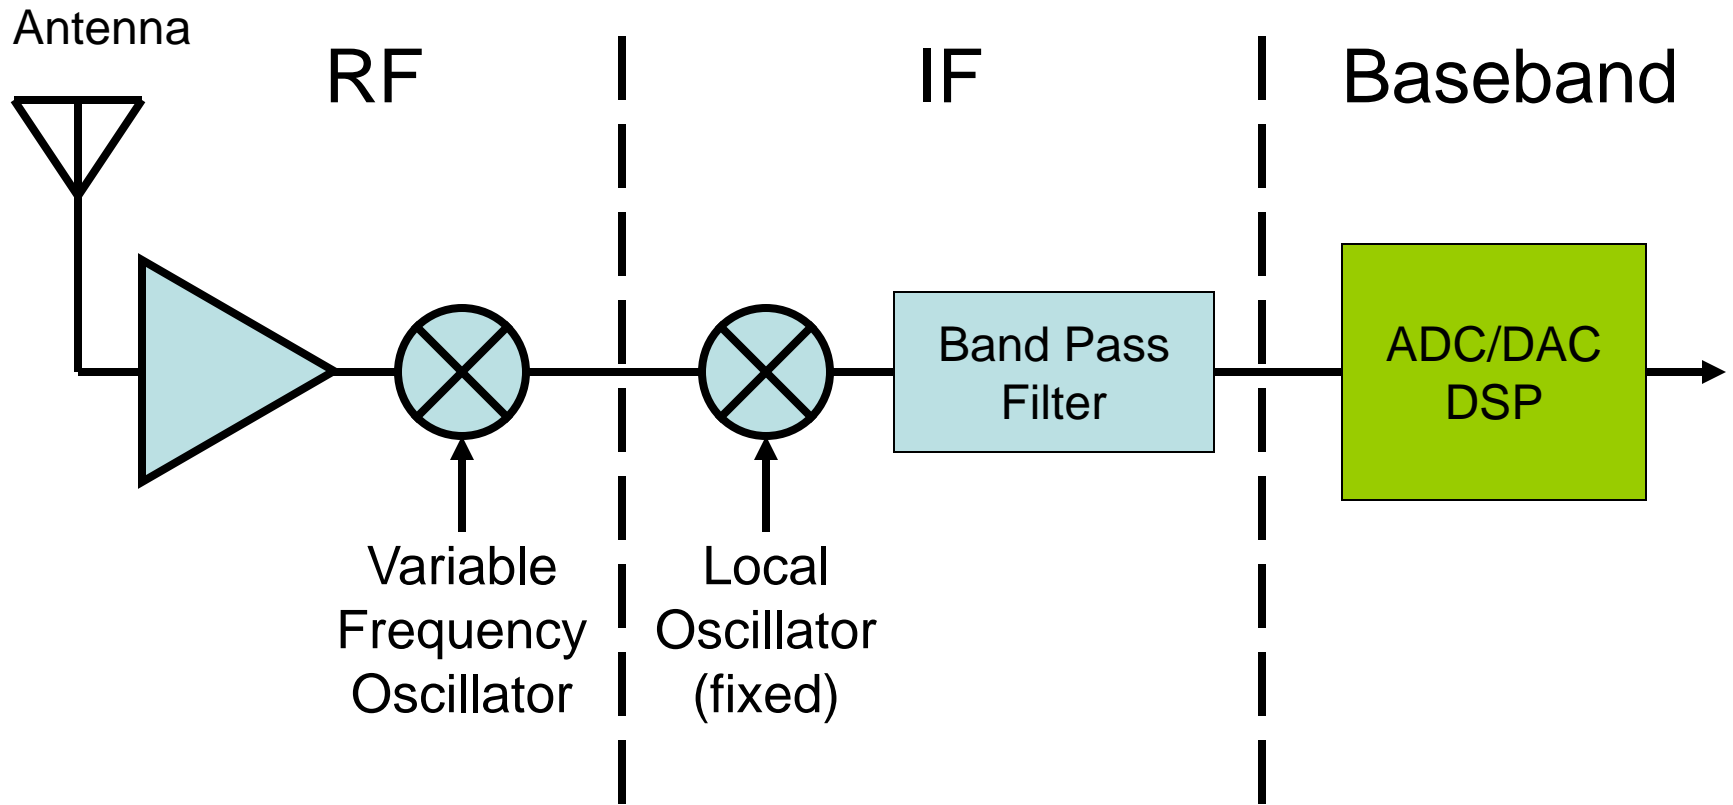 Antenna
RF
IF
Baseband
Band Pass
Filter
ADC/DAC
DSP
Variable
Frequency
Oscillator
Local
Oscillator
(fixed)